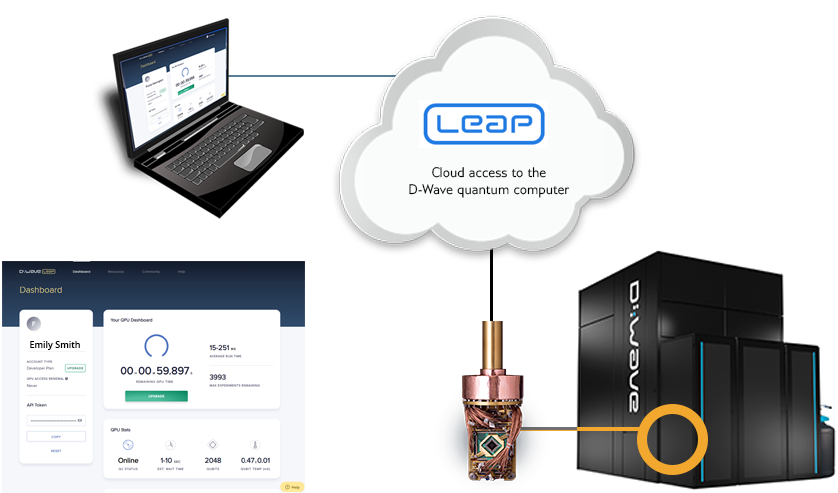 LEAP
Cloud access to the
D-Wave quantum computer
D:Wave LEAP Dashboard Resources Community Help
Dashboard
Emily Smith
ACCOUNT TYPE
Developer Plan UPGRADE
QPU ACCESS RENEWAL
Never
API Token
COPY
RESET
Your QPU Dashboard
00:00:59.897
REMAINING QPU TIME
UPGRADE
15-251 MS
AVERAGE RUN TIME
3993
MAX EXPERIMENTS REMAINING
QPU Stats
Online 1-10 SEC 2048 0.47±0.01
QC STATUS EST. WAIT TIME QUBITS QUBIT TEMP (mK)
Help
D:Wave